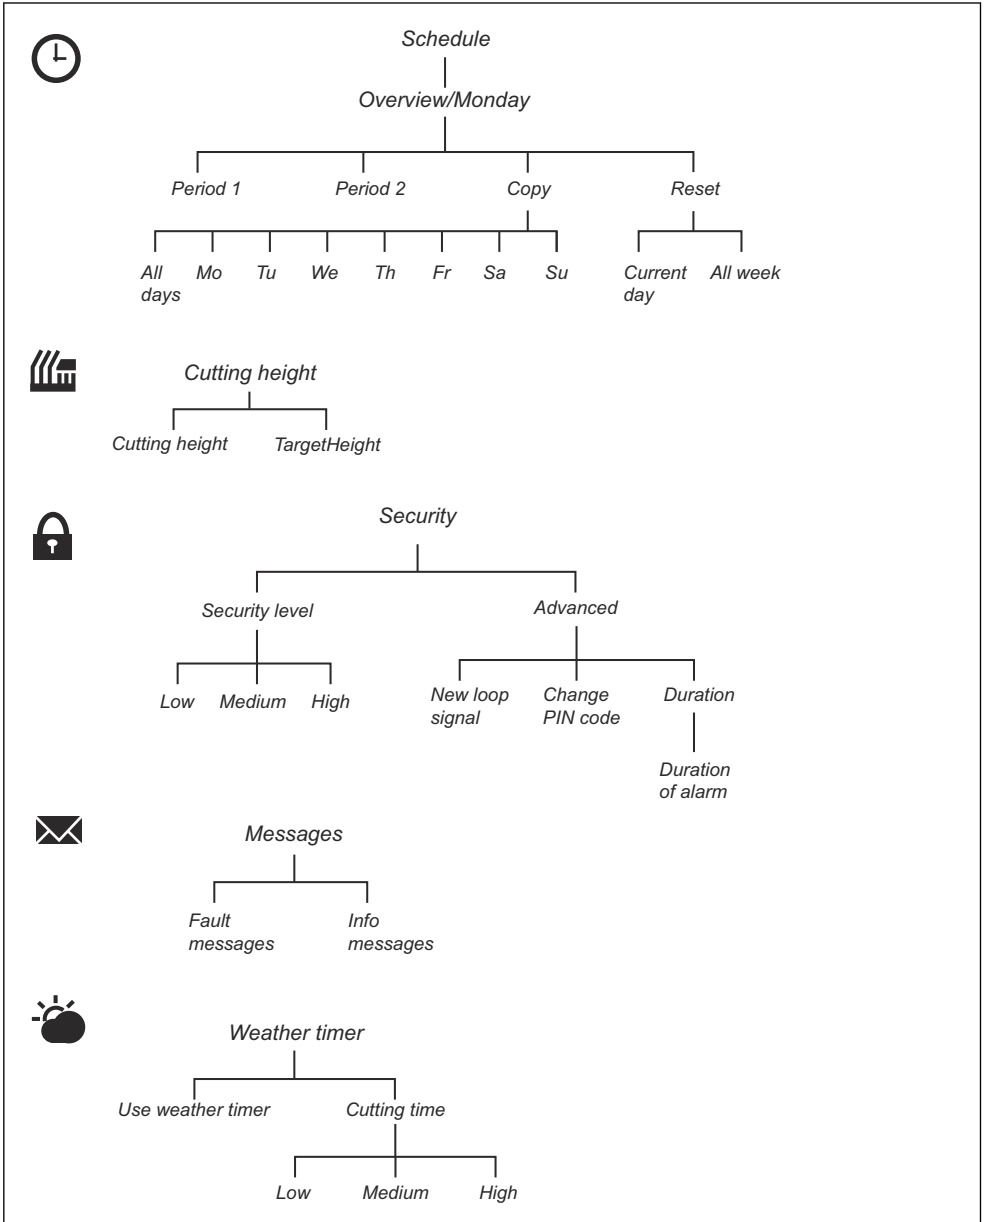 Schedule
Overview/Monday
Period 1
Period 2
Copy
Reset
All
days
Mo
Tu
We
Th
Fr
Sa
Su
Current
day
All week
Cutting height
Cutting height
TargetHeight
Security
Security level
Advanced
Low
Medium
High
New loop
signal
Change
PIN code
Duration
Duration
of alarm
Messages
Fault
messages
Info
messages
Weather timer
Use weather timer
Cutting time
Low
Medium
High